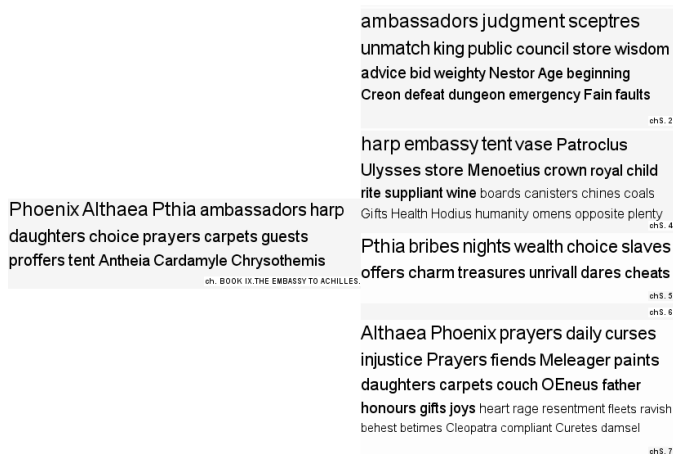 Phoenix Althaea Pthia ambassadors harp
daughters choice prayers carpets guests
proffers tent Antheia Cardamyle Chrysothemis
ch. BOOK IX.THE EMBASSY TO ACHILLES.
ambassadors judgment sceptres
unmatch king public council store wisdom
advice bid weighty Nestor Age beginning
Creon defeat dungeon emergency Fain faults
chS. 2
harp embassy tent vase Patroclus
Ulysses store Menoetius crown royal child
rite suppliant wine boards canisters chines coals
Gifts Health Hodius humanity omens opposite plenty
chS. 4
Pthia bribes nights wealth choice slaves
offers charm treasures unrivall dares cheats
chS. 5
chS. 6
Althaea Phoenix prayers daily curses
injustice Prayers fiends Meleager paints
daughters carpets couch OEneus father
honours gifts joys heart rage resentment fleets ravish
behest betimes Cleopatra compliant Curetes damsel
chS. 7